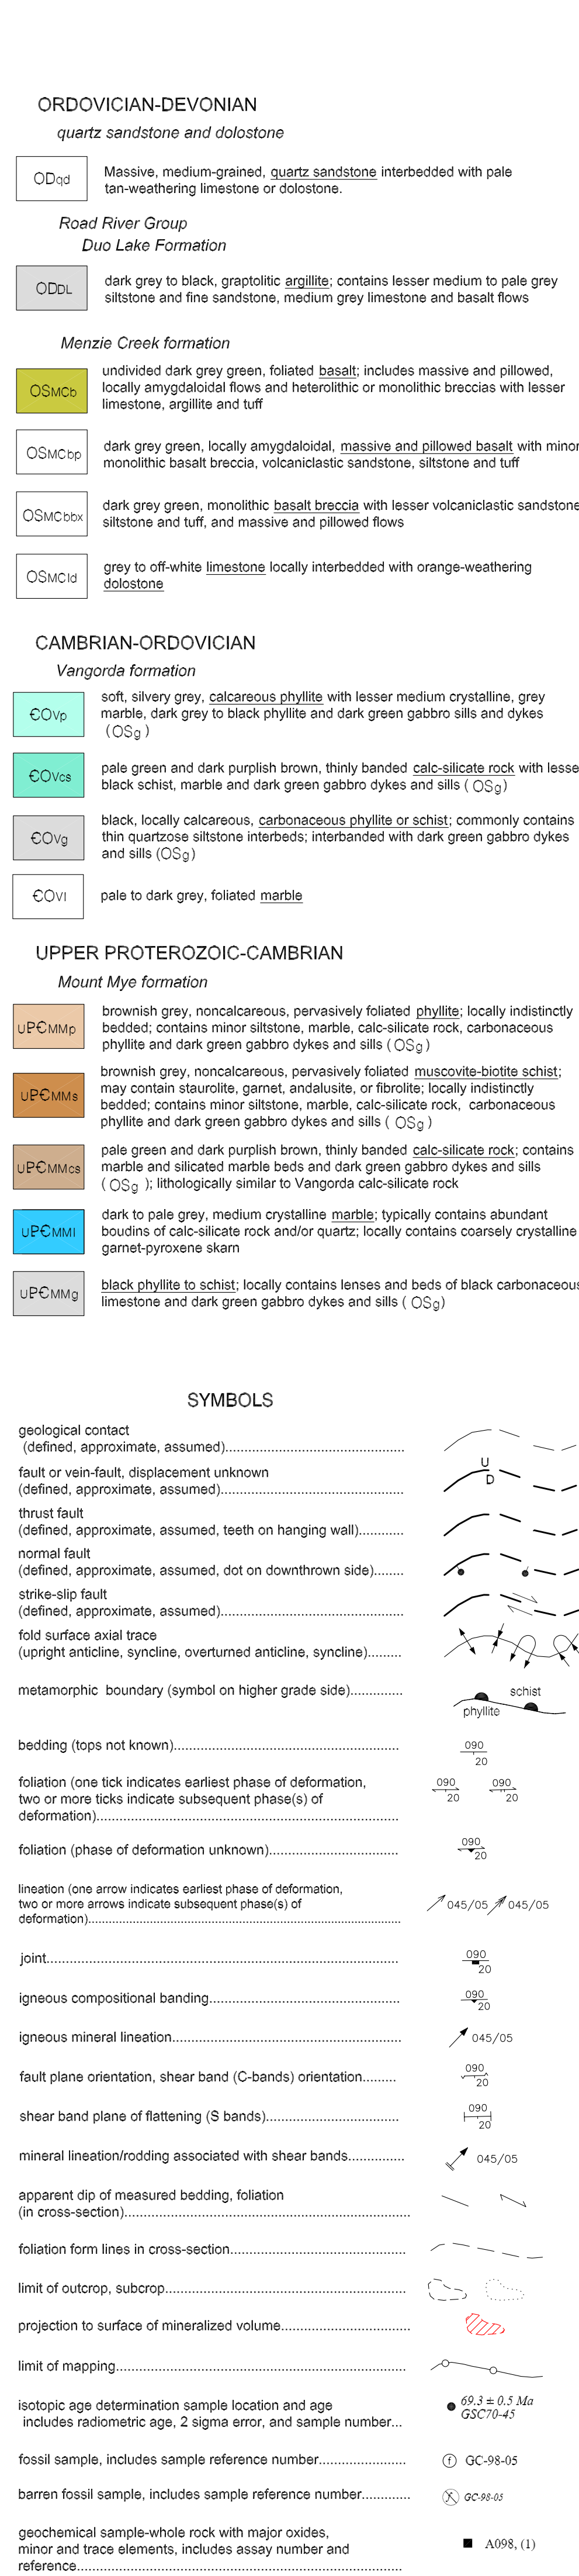 ORDOVICIAN-DEVONIAN
quartz sandstone and dolostone
ODqd
Massive, medium-grained, quartz sandstone interbedded with pale
tan-weathering limestone or dolostone.
Road River Group
Duo Lake Formation
ODDL
dark grey to black, graptolitic argillite; contains lesser medium to pale grey
siltstone and fine sandstone, medium grey limestone and basalt flows
Menzie Creek formation
OSMCb
undivided dark grey green, foliated basalt; includes massive and pillowed,
locally amygdaloidal flows and heterolithic or monolithic breccias with lesser
limestone, argillite and tuff
OSMCbp
dark grey green, locally amygdaloidal, massive and pillowed basalt with minor
monolithic basalt breccia, volcaniclastic sandstone, siltstone and tuff
OSMCbbx
dark grey green, monolithic basalt breccia with lesser volcaniclastic sandstone
siltstone and tuff, and massive and pillowed flows
OSMCld
grey to off-white limestone locally interbedded with orange-weathering
dolostone
CAMBRIAN-ORDOVICIAN
Vangorda formation
ЄOVp
soft, silvery grey, calcareous phyllite with lesser medium crystalline, grey
marble, dark grey to black phyllite and dark green gabbro sills and dykes
(OSg)
ЄOVcs
pale green and dark purplish brown, thinly banded calc-silicate rock with lesse
black schist, marble and dark green gabbro dykes and sills ( OSg)
ЄOVg
black, locally calcareous, carbonaceous phyllite or schist; commonly contains
thin quartzose siltstone interbeds; interbanded with dark green gabbro dykes
and sills (OSg)
ЄOVl
pale to dark grey, foliated marble
UPPER PROTEROZOIC-CAMBRIAN
Mount Mye formation
uPЄMMp
brownish grey, noncalcareous, pervasively foliated phyllite; locally indistinctly
bedded; contains minor siltstone, marble, calc-silicate rock, carbonaceous
phyllite and dark green gabbro dykes and sills ( OSg )
uPЄMMs
brownish grey, noncalcareous, pervasively foliated muscovite-biotite schist;
may contain staurolite, garnet, andalusite, or fibrolite; locally indistinctly
bedded; contains minor siltstone, marble, calc-silicate rock, carbonaceous
phyllite and dark green gabbro dykes and sills ( OSg )
uPЄMMcs
pale green and dark purplish brown, thinly banded calc-silicate rock; contains
marble and silicated marble beds and dark green gabbro dykes and sills
( OSg ); lithologically similar to Vangorda calc-silicate rock
uPЄMMl
dark to pale grey, medium crystalline marble; typically contains abundant
boudins of calc-silicate rock and/or quartz; locally contains coarsely crystalline
garnet-pyroxene skarn
uPЄMMg
black phyllite to schist; locally contains lenses and beds of black carbonaceous
limestone and dark green gabbro dykes and sills ( OSg)
SYMBOLS
geological contact
(defined, approximate, assumed)
U
D
fault or vein-fault, displacement unknown
(defined, approximate, assumed)
thrust fault
(defined, approximate, assumed, teeth on hanging wall)
normal fault
(defined, approximate, assumed, dot on downthrown side)
strike-slip fault
(defined, approximate, assumed)
fold surface axial trace
(upright anticline, syncline, overturned anticline, syncline)
metamorphic boundary (symbol on higher grade side)
schist
phyllite
bedding (tops not known)
090
20
foliation (one tick indicates earliest phase of deformation,
two or more ticks indicate subsequent phase(s) of
deformation)
090 090
20 20
foliation (phase of deformation unknown)
090
20
lineation (one arrow indicates earliest phase of deformation,
two or more arrows indicate subsequent phase(s) of
deformation)
045/05 045/05
joint
090
20
igneous compositional banding
090
20
igneous mineral lineation
045/05
fault plane orientation, shear band (C-bands) orientation
090
20
shear band plane of flattening (S bands)
090
20
mineral lineation/rodding associated with shear bands
045/05
apparent dip of measured bedding, foliation
(in cross-section)
foliation form lines in cross-section
limit of outcrop, subcrop
projection to surface of mineralized volume
limit of mapping
isotopic age determination sample location and age
includes radiometric age, 2 sigma error, and sample number...
69.3 ± 0.5 Ma
GSC70-45
fossil sample, includes sample reference number
f GC-98-05
barren fossil sample, includes sample reference number
f GC-98-05
geochemical sample-whole rock with major oxides,
minor and trace elements, includes assay number and
reference
A098, (1)